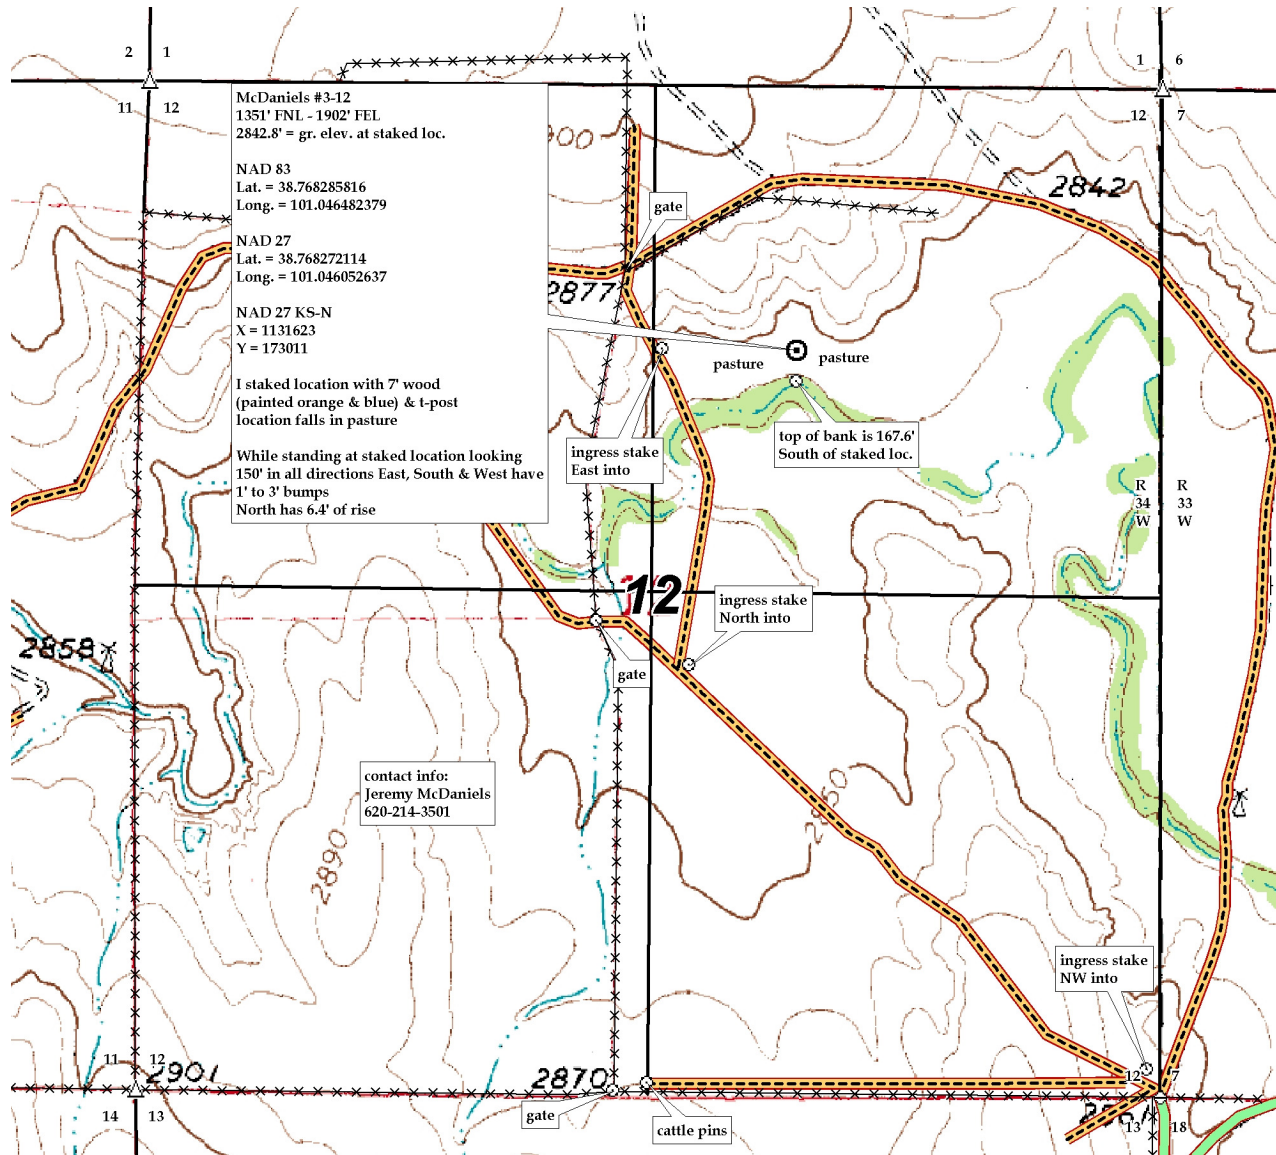 2 1
1 6
11 12
12 7
McDaniels #3-12
1351' FNL - 1902' FEL
2842.8' = gr. elev. at staked loc.
NAD 83
Lat. = 38.768285816
Long. = 101.046482379
NAD 27
Lat. = 38.768272114
Long. = 101.046052637
NAD 27 KS-N
X = 1131623
Y = 173011
I staked location with 7' wood
(painted orange & blue) & t-post
location falls in pasture
While standing at staked location looking
150' in all directions East, South & West have
1' to 3' bumps
North has 6.4' of rise
2842
gate
2877
pasture
pasture
ingress stake
East into
top of bank is 167.6'
South of staked loc.
R R
34 33
W W
12
ingress stake
North into
2858
gate
contact info:
Jeremy McDaniels
620-214-3501
2890
ingress stake
NW into
11 12
2901
2870
12 7
14 13
gate
cattle pins
13 18